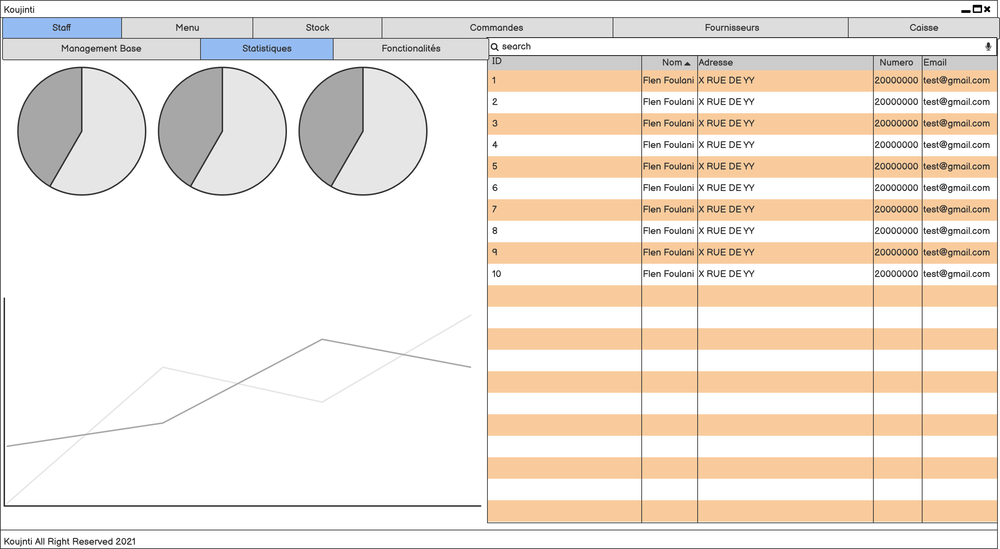 Koujinti
Staff Menu Stock Commandes Fournisseurs Caisse
Management Base Statistiques Fonctionalités
search
ID Nom Adresse Numero Email
1 Flen Foulani X RUE DE YY 20000000 test@gmail.com
2 Flen Foulani X RUE DE YY 20000000 test@gmail.com
3 Flen Foulani X RUE DE YY 20000000 test@gmail.com
4 Flen Foulani X RUE DE YY 20000000 test@gmail.com
5 Flen Foulani X RUE DE YY 20000000 test@gmail.com
6 Flen Foulani X RUE DE YY 20000000 test@gmail.com
7 Flen Foulani X RUE DE YY 20000000 test@gmail.com
8 Flen Foulani X RUE DE YY 20000000 test@gmail.com
9 Flen Foulani X RUE DE YY 20000000 test@gmail.com
10 Flen Foulani X RUE DE YY 20000000 test@gmail.com
Koujnti All Right Reserved 2021